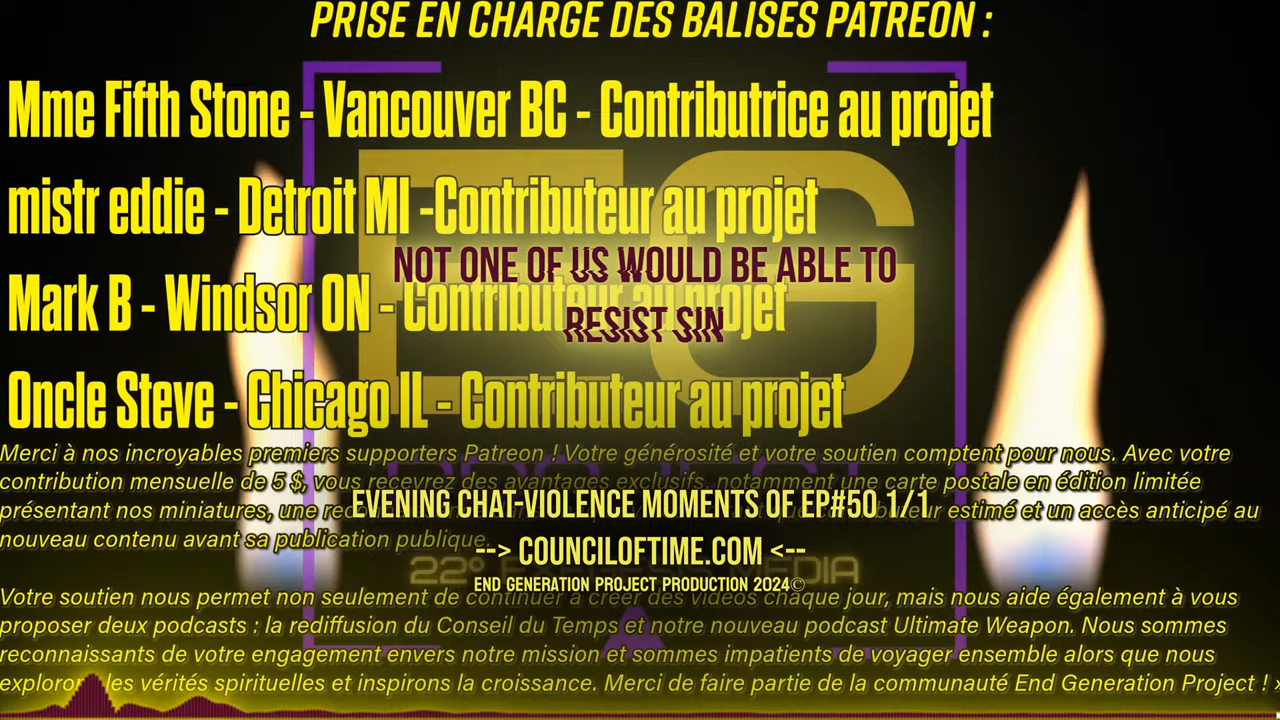 PRISE EN CHARGE DES BALISES PATREON :
Mme Fifth Stone - Vancouver BC - Contributrice au projet
mistr eddie - Detroit MI -Contributeur au projet
NOT ONE OF US WOULD BE ABLE TO
Mark B - Windsor ON - Contributeur au projet
RESIST SIN
Oncle Steve - Chicago IL - Contributeur au projet
EG
Merci à nos incroyables premiers supporters Patreon ! Votre générosité et votre soutien comptent pour nous. Avec votre
contribution mensuelle de 5 $, vous recevrez des avantages exclusifs, notamment une carte postale en édition limitée
présentant nos miniatures, une estimé et un accès anticipé au
EVENING CHAT-VIOLENCE MOMENTS OF EP#50 1/1
nouveau contenu avant sa publication publique.
--> COUNCILOFTIME.COM <--
22°
END GENERATION PROJECT PRODUCTION 2024©
Votre soutien nous permet non seulement de continuer à créer des vidéos chaque jour, mais nous aide également à vous
proposer deux podcasts : la rediffusion du Conseil du Temps et notre nouveau podcast Ultimate Weapon. Nous sommes
reconnaissants de votre engagement envers notre mission et sommes impatients de voyager ensemble alors que nous
explorons les vérités spirituelles et inspirons la croissance. Merci de faire partie de la communauté End Generation Project ! »